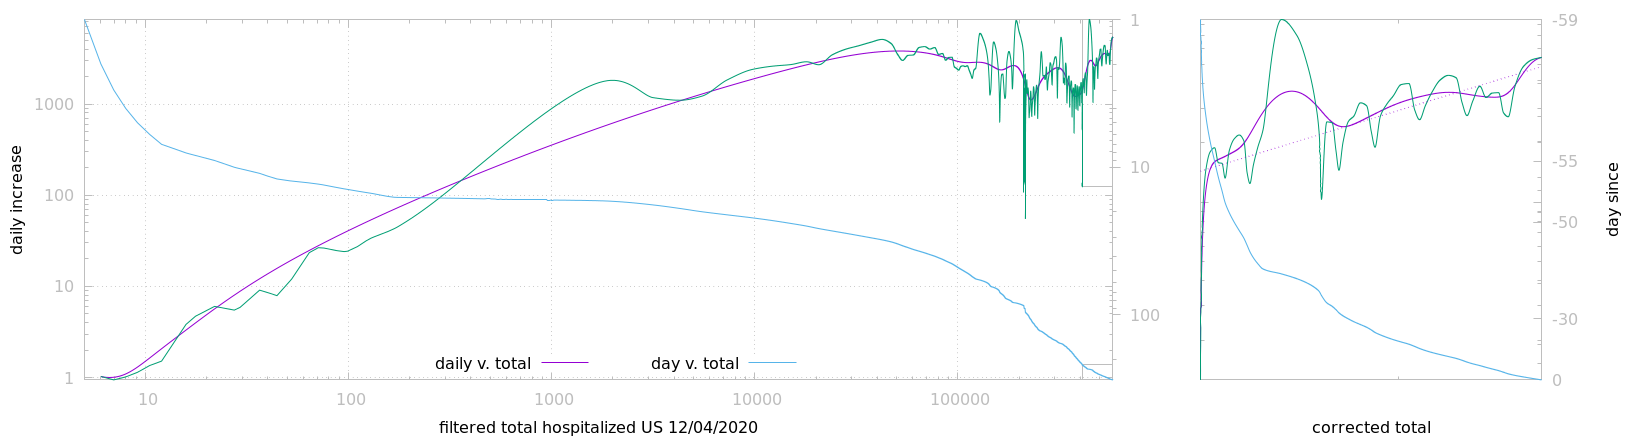 1
-59
1000
10
-55
100
-50
daily increase
day since
10
100
-30
daily v. total
day v. total
1
0
10
100
1000
10000
100000
filtered total hospitalized US 12/04/2020
corrected total